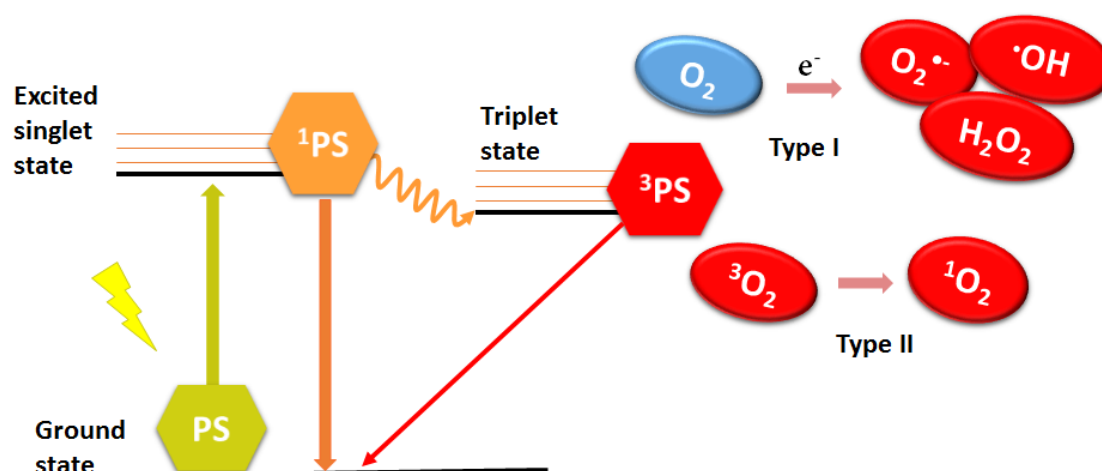 Excited
singlet
state
¹PS
Triplet
state
³PS
O₂
e⁻
O₂•⁻
•OH
H₂O₂
Type I
³O₂
¹O₂
Type II
PS
Ground
state